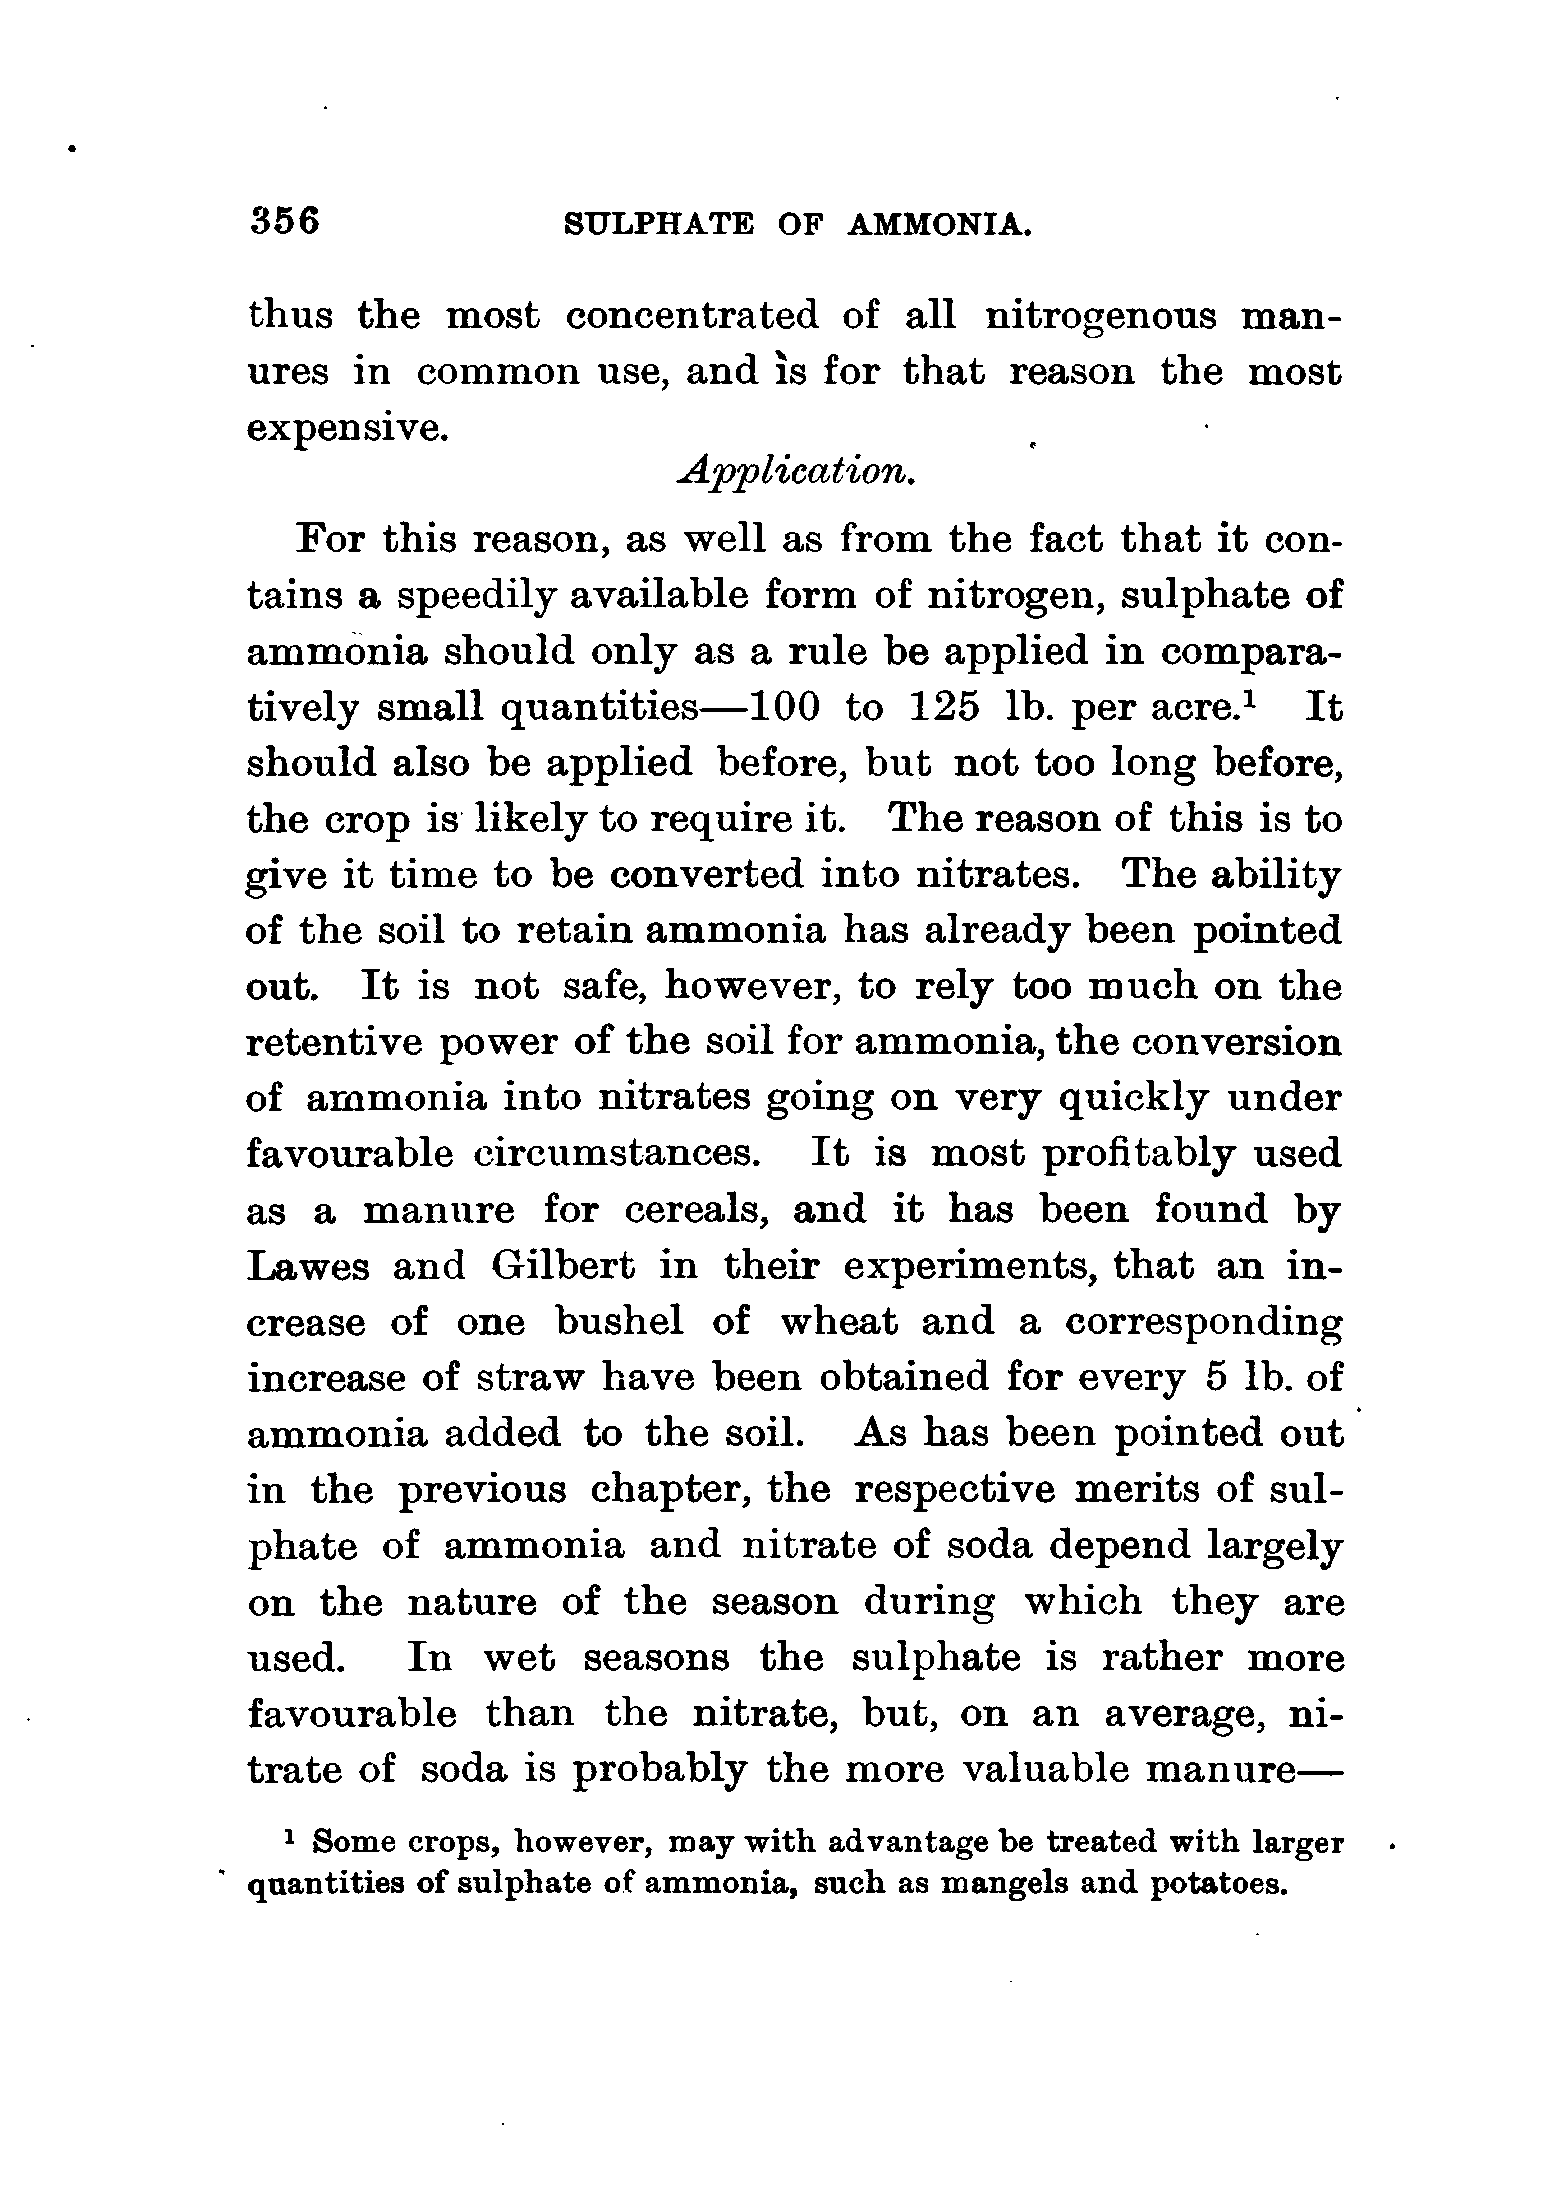 356 SULPHATE OF AMMONIA.
thus the most concentrated of all nitrogenous man-
ures in common use, and is for that reason the most
expensive.
Application.
For this reason, as well as from the fact that it con-
tains a speedily available form of nitrogen, sulphate of
ammonia should only as a rule be applied in compara-
tively small quantities—100 to 125 lb. per acre.¹ It
should also be applied before, but not too long before,
the crop is likely to require it. The reason of this is to
give it time to be converted into nitrates. The ability
of the soil to retain ammonia has already been pointed
out. It is not safe, however, to rely too much on the
retentive power of the soil for ammonia, the conversion
of ammonia into nitrates going on very quickly under
favourable circumstances. It is most profitably used
as a manure for cereals, and it has been found by
Lawes and Gilbert in their experiments, that an in-
crease of one bushel of wheat and a corresponding
increase of straw have been obtained for every 5 lb. of
ammonia added to the soil. As has been pointed out
in the previous chapter, the respective merits of sul-
phate of ammonia and nitrate of soda depend largely
on the nature of the season during which they are
used. In wet seasons the sulphate is rather more
favourable than the nitrate, but, on an average, ni-
trate of soda is probably the more valuable manure—
¹ Some crops, however, may with advantage be treated with larger
quantities of sulphate of ammonia, such as mangels and potatoes.